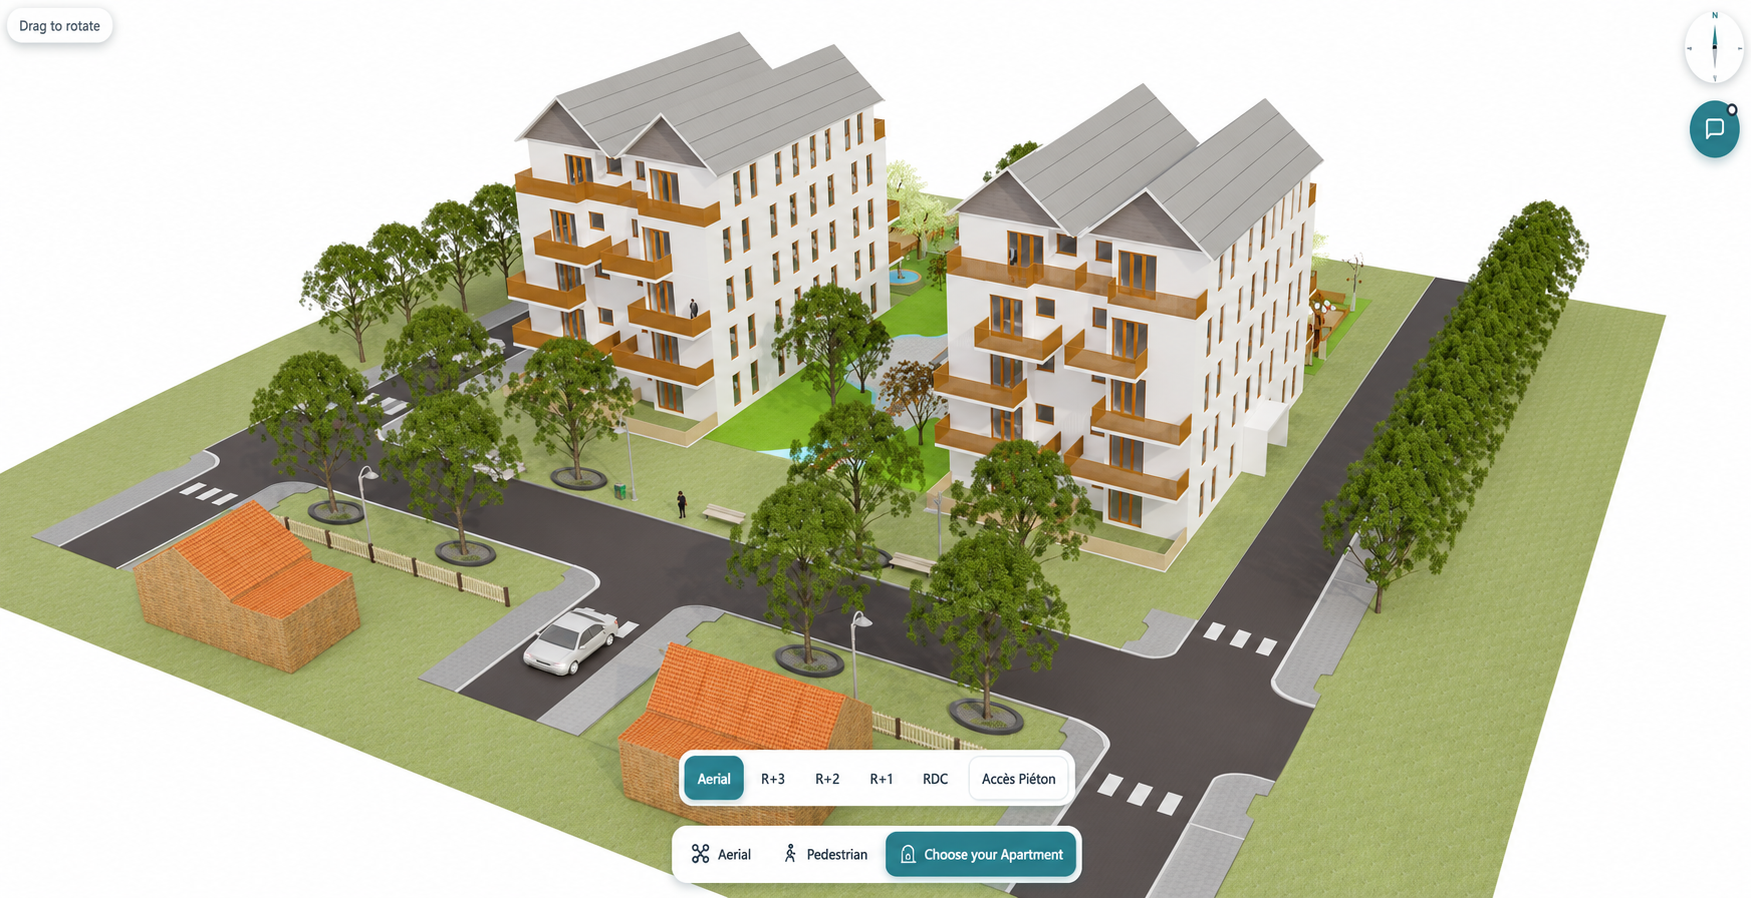 Drag to rotate
N
Aerial
R+3
R+2
R+1
RDC
Accès Piéton
Aerial
Pedestrian
Choose your Apartment